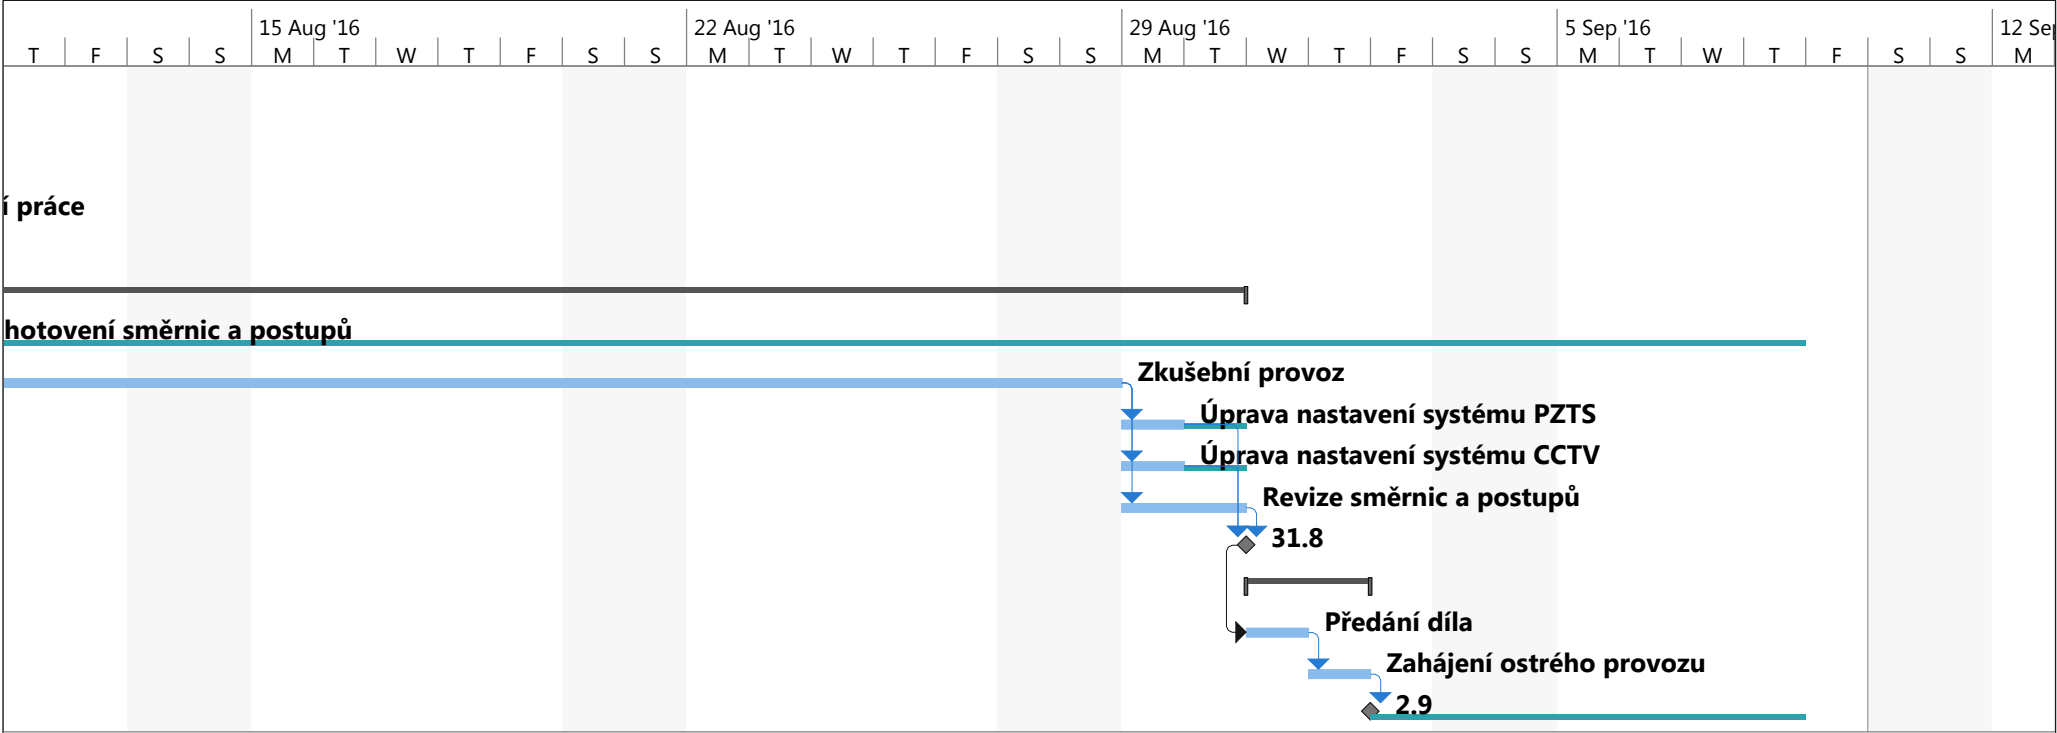 15 Aug '16 22 Aug '16 29 Aug '16 5 Sep '16 12 Sep
T F S S M T W T F S S M T W T F S S M T W T F S S M T W T F S S M
í práce
hotovení směrnic a postupů
Zkušební provoz
Úprava nastavení systému PZTS
Úprava nastavení systému CCTV
Revize směrnic a postupů
31.8
Předání díla
Zahájení ostrého provozu
2.9